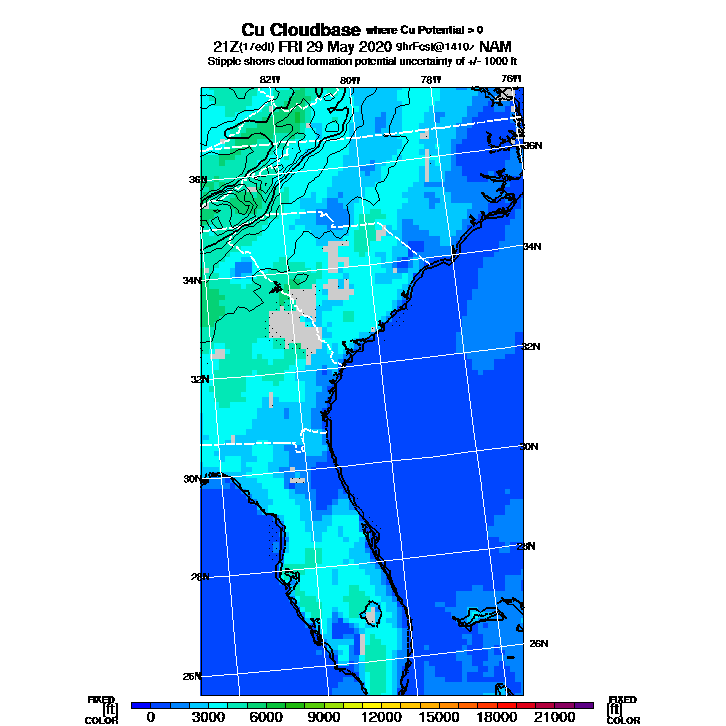 Cu Cloudbase where Cu Potential > 0
21Z(17edt) FRI 29 May 2020 9hrFcst@1410z NAM
Stipple shows cloud formation potential uncertainty of +/- 1000 ft
82W 80W 78W 76W
36N
36N
34N
34N
32N
32N
30N
30N
28N
28N
26N
26N
FIXED FIXED
[ft] [ft]
COLOR COLOR
0 3000 6000 9000 12000 15000 18000 21000